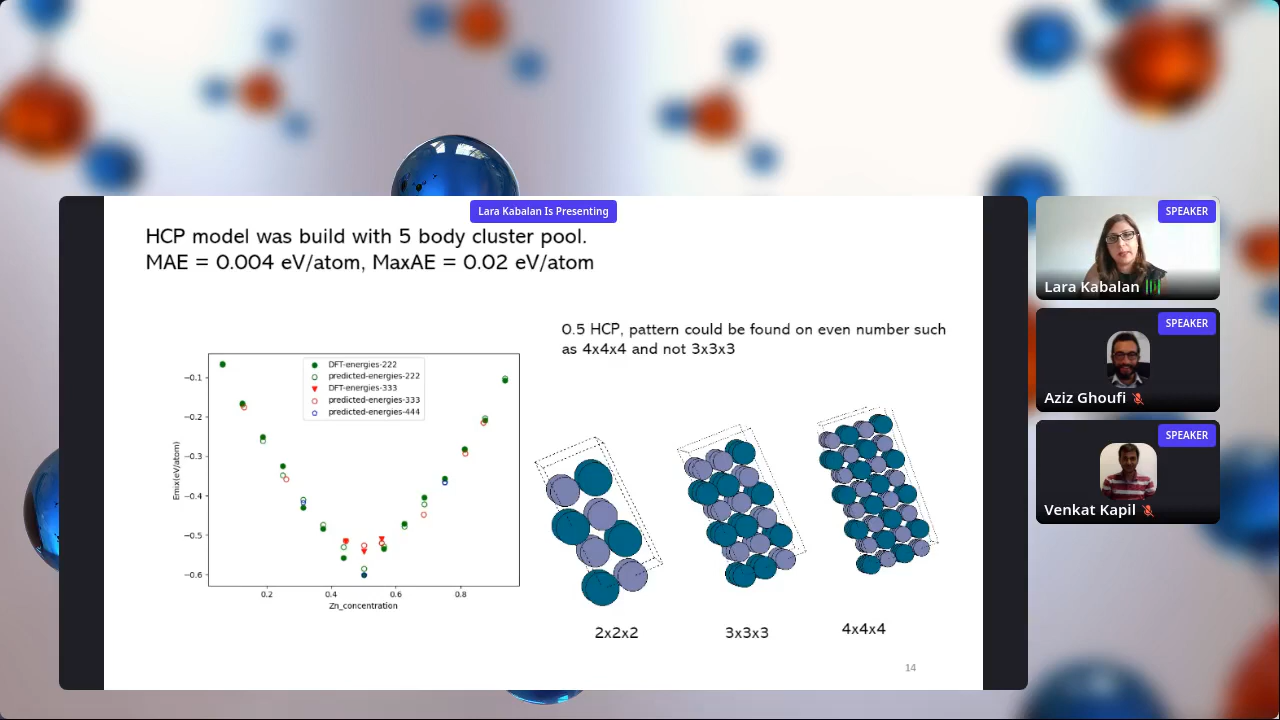 Lara Kabalan Is Presenting
HCP model was build with 5 body cluster pool.
MAE = 0.004 eV/atom, MaxAE = 0.02 eV/atom
0.5 HCP, pattern could be found on even number such
as 4x4x4 and not 3x3x3
DFT-energies-222
predicted-energies-222
DFT-energies-333
predicted-energies-333
predicted-energies-444
−0.1
−0.2
−0.3
−0.4
−0.5
−0.6
Emix(eV/atom)
0.2 0.4 0.6 0.8
Zn_concentration
2x2x2 3x3x3 4x4x4
14
SPEAKER
Lara Kabalan
SPEAKER
Aziz Ghoufi
SPEAKER
Venkat Kapil